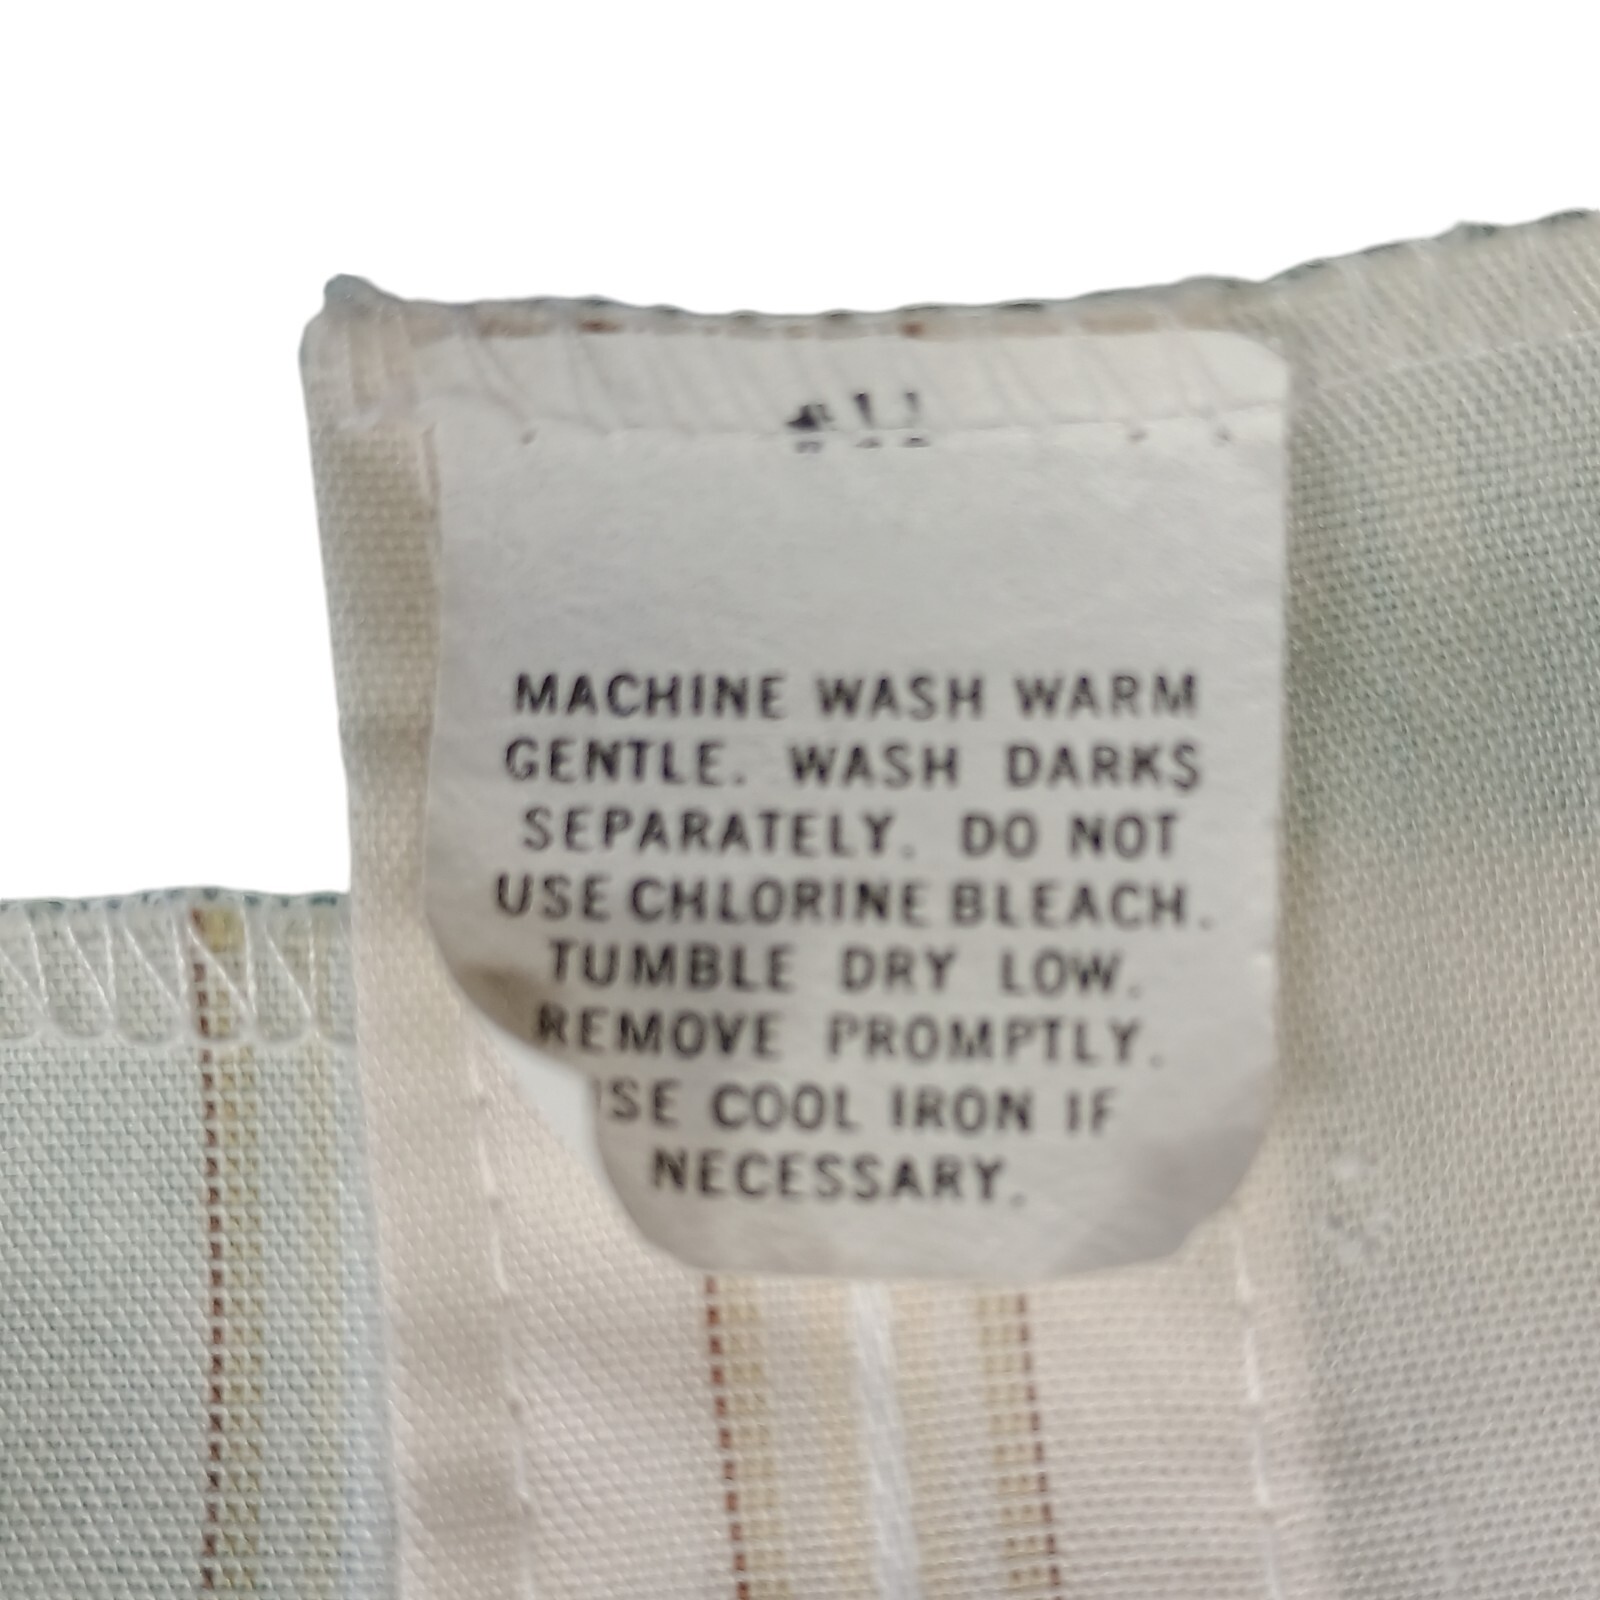 MACHINE WASH WARM
GENTLE. WASH DARKS
SEPARATELY. DO NOT
USE CHLORINE BLEACH.
TUMBLE DRY LOW.
REMOVE PROMPTLY.
SE COOL IRON IF
NECESSARY.